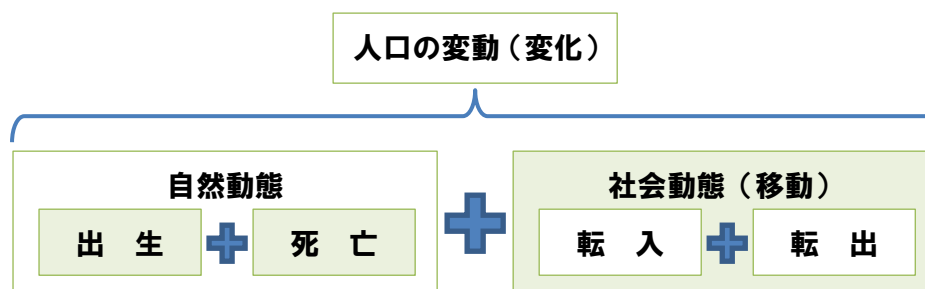 人口の変動（変化）
自然動態
出 生
死 亡
社会動態（移動）
転 入
転 出